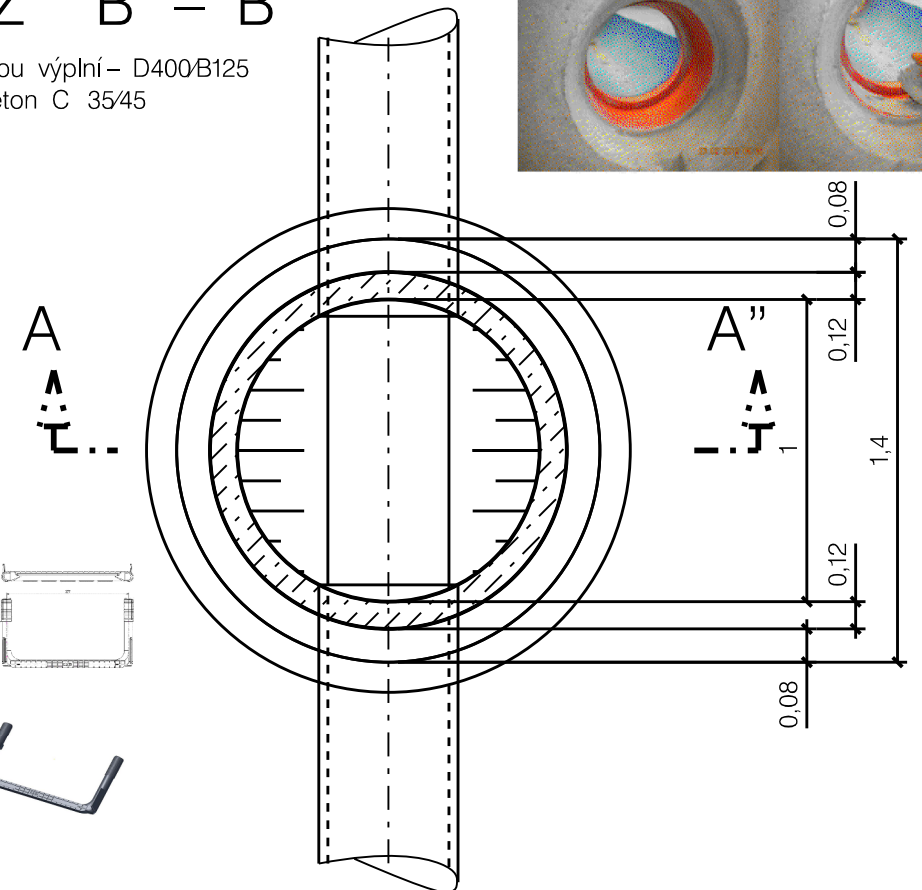 Z B – B
ou výplní – D400/B125
eton C 35/45
0,08
A
A"
0,12
1
1,4
0,12
0,08